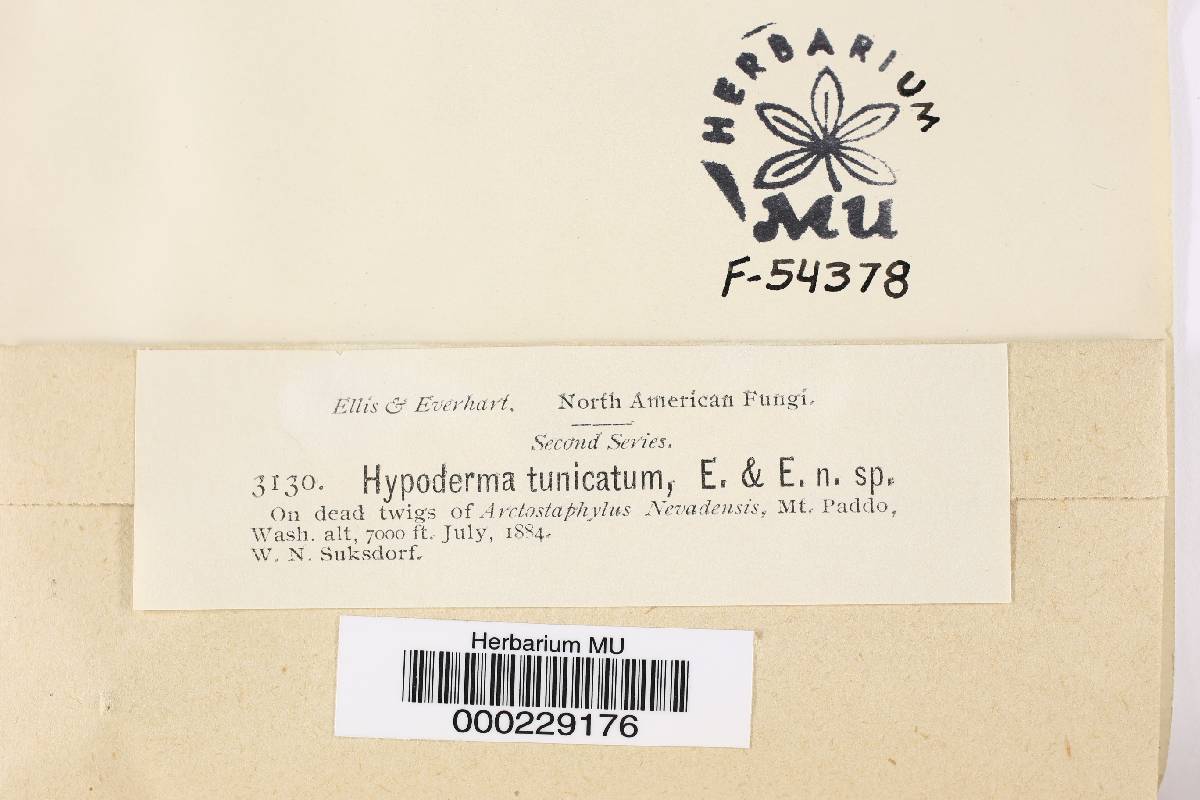 HERBARIUM
MU
F-54378
Ellis & Everhart. North American Fungi.
Second Series.
3130. Hypoderma tunicatum, E. & E. n. sp.
On dead twigs of Arctostaphylus Nevadensis, Mt. Paddo,
Wash. alt, 7000 ft. July, 1884.
W. N. Suksdorf.
Herbarium MU
000229176